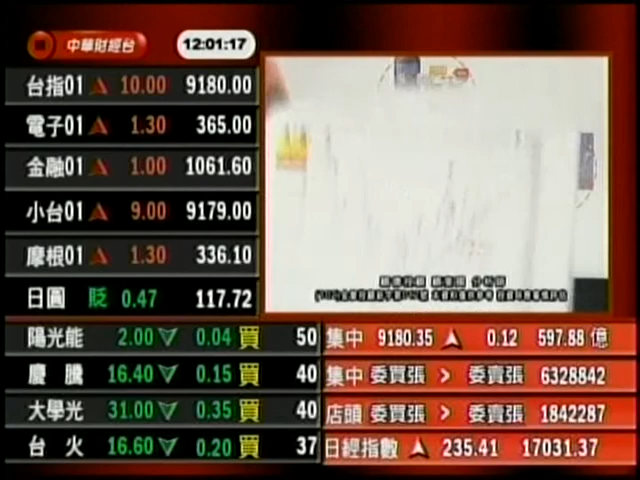 中華財經台 12:01:17
台指01 10.00 9180.00
電子01 1.30 365.00
金融01 1.00 1061.60
小台01 9.00 9179.00
摩根01 1.30 336.10
日圓 貶 0.47 117.72
陽光能 2.00 0.04 買 50
慶騰 16.40 0.15 買 40
大學光 31.00 0.35 買 40
台火 16.60 0.20 買 37
集中 9180.35 0.12 597.88 億
集中 委買張 > 委賣張 6328842
店頭 委買張 > 委賣張 1842287
日經指數 235.41 17031.37